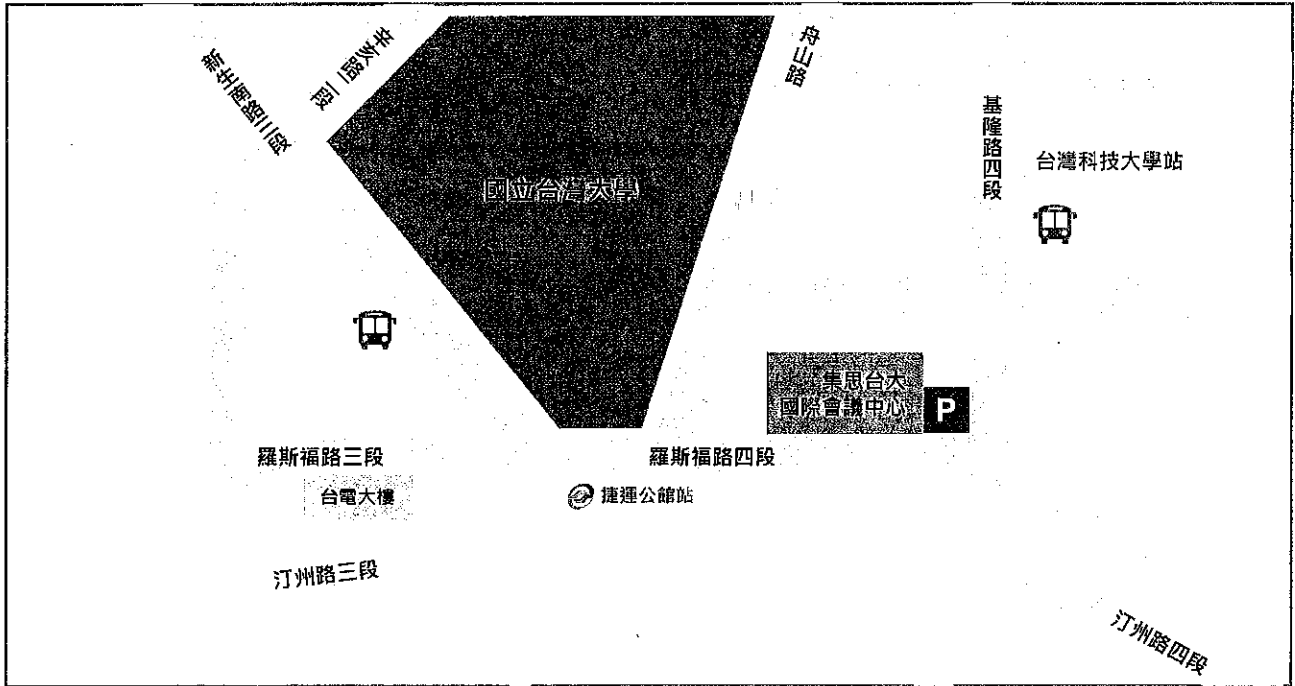 新生南路三段
辛亥路二段
舟山路
基隆路四段
台灣科技大學站
國立台灣大學
集思台大
國際會議中心
P
羅斯福路三段
羅斯福路四段
台電大樓
捷運公館站
汀州路三段
汀州路四段